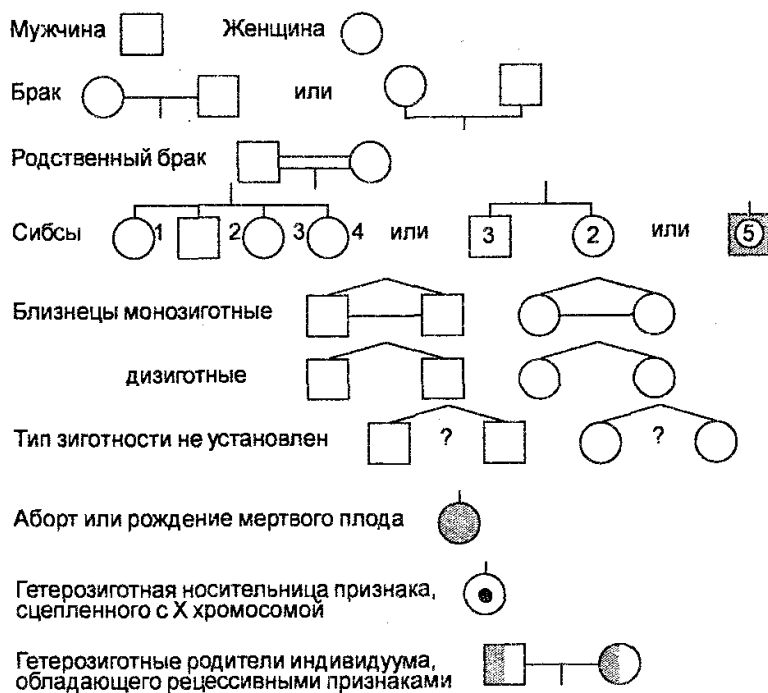 Мужчина Женщина
Брак или
Родственный брак
Сибсы 1 2 3 4 или 3 2 или 5
Близнецы монозиготные
дизиготные
Тип зиготности не установлен ? ?
Аборт или рождение мертвого плода
Гетерозиготная носительница признака,
сцепленного с X хромосомой
Гетерозиготные родители индивидуума,
обладающего рецессивными признаками